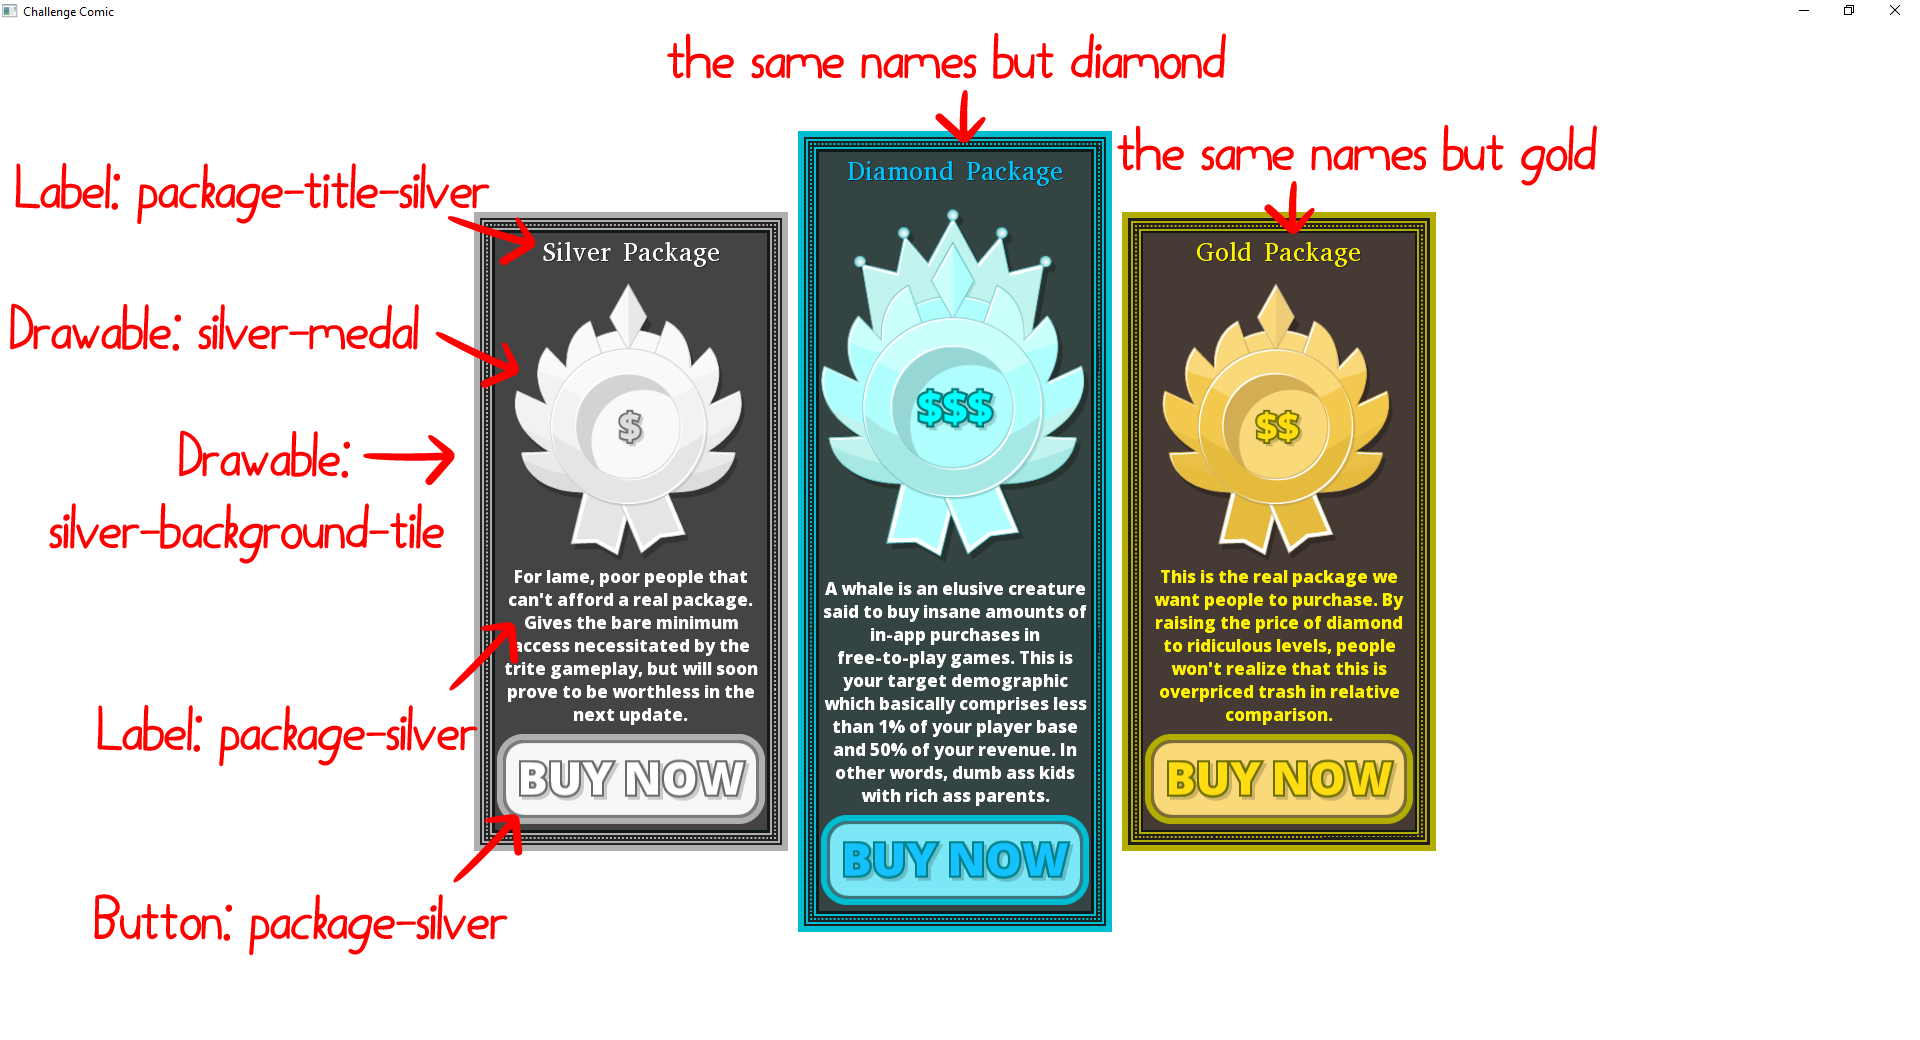 Challenge Comic
the same names but diamond
the same names but gold
Label: package-title-silver
Drawable: silver-medal
Drawable:
silver-background-tile
Label: package-silver
Button: package-silver
Silver Package
$
For lame, poor people that
can't afford a real package.
Gives the bare minimum
access necessitated by the
trite gameplay, but will soon
prove to be worthless in the
next update.
BUY NOW
Diamond Package
$$$
A whale is an elusive creature
said to buy insane amounts of
in-app purchases in
free-to-play games. This is
your target demographic
which basically comprises less
than 1% of your player base
and 50% of your revenue. In
other words, dumb ass kids
with rich ass parents.
BUY NOW
Gold Package
$$
This is the real package we
want people to purchase. By
raising the price of diamond
to ridiculous levels, people
won't realize that this is
overpriced trash in relative
comparison.
BUY NOW